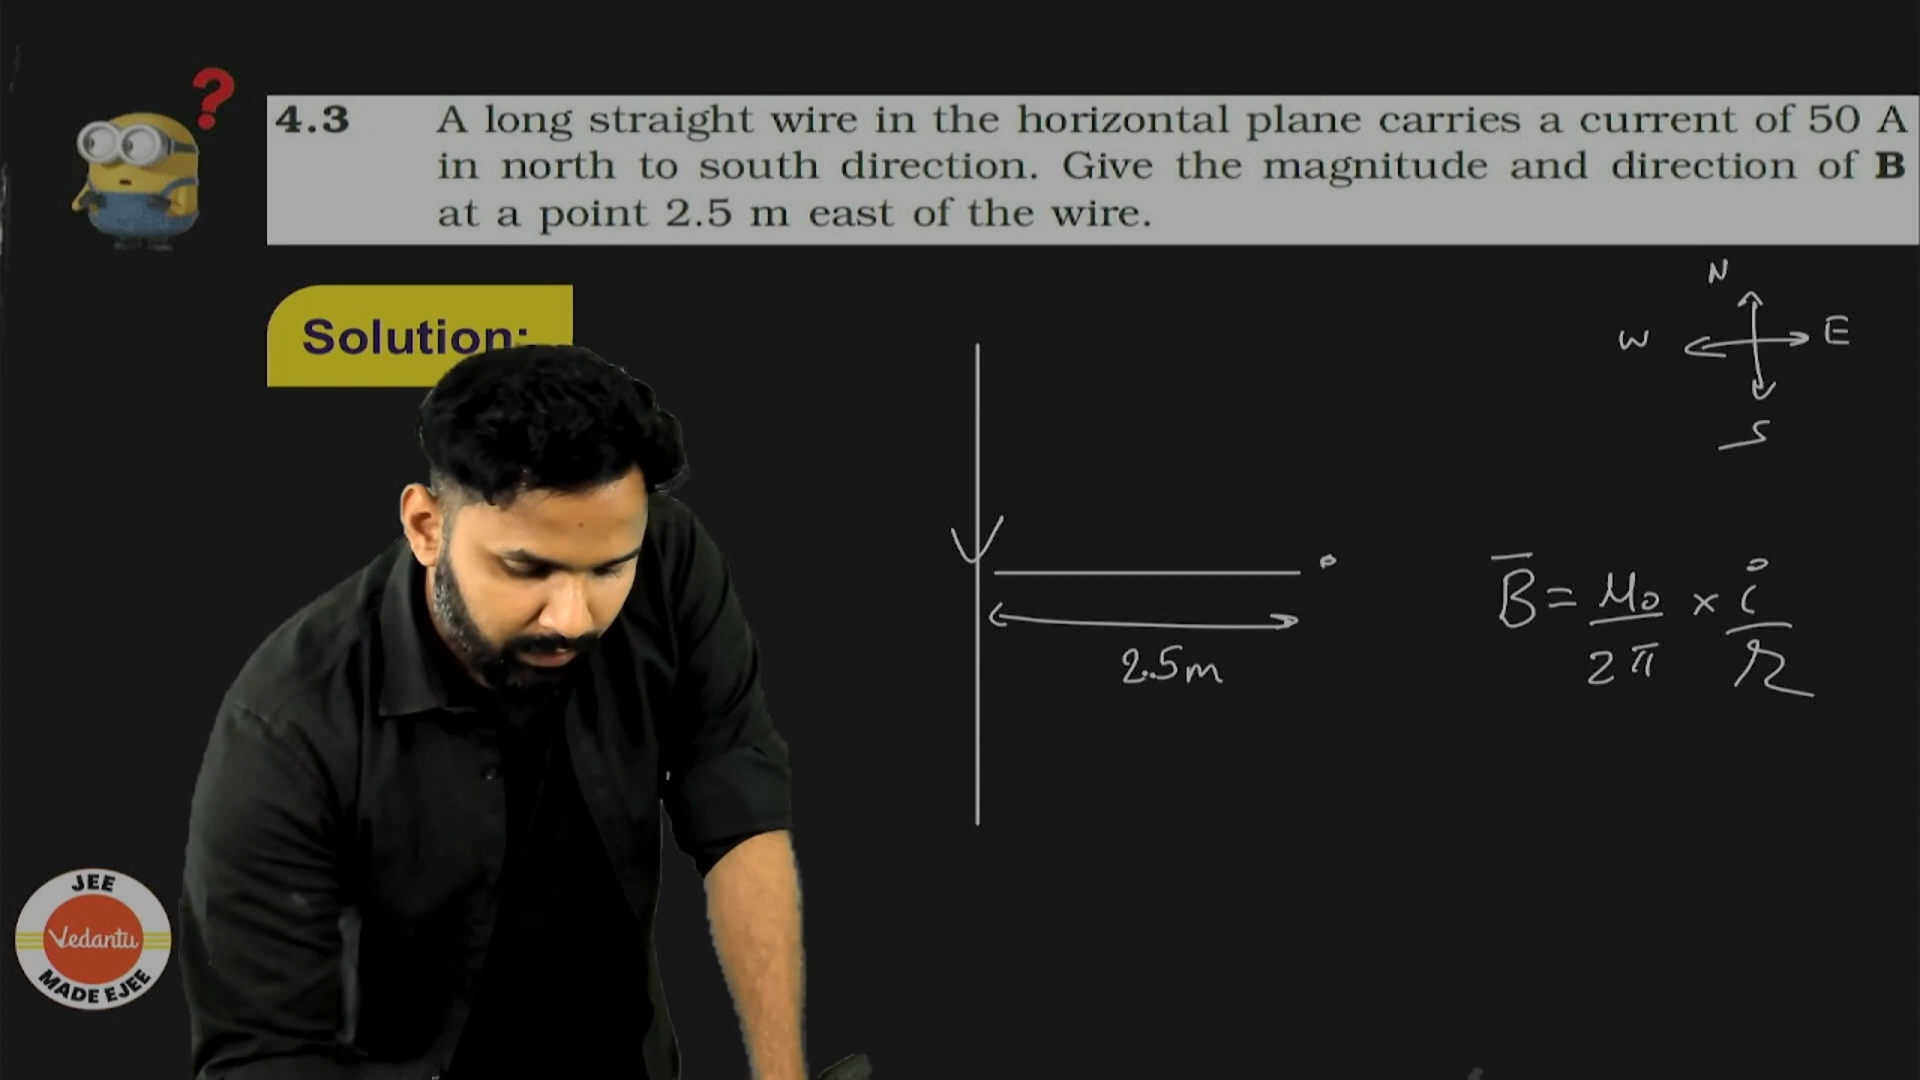 ?
4.3 A long straight wire in the horizontal plane carries a current of 50 A
in north to south direction. Give the magnitude and direction of B
at a point 2.5 m east of the wire.
Solution:
N
W E
S
2.5m
B̅ = μ₀/2π × i/r
JEE
Vedantu
MADE EJEE